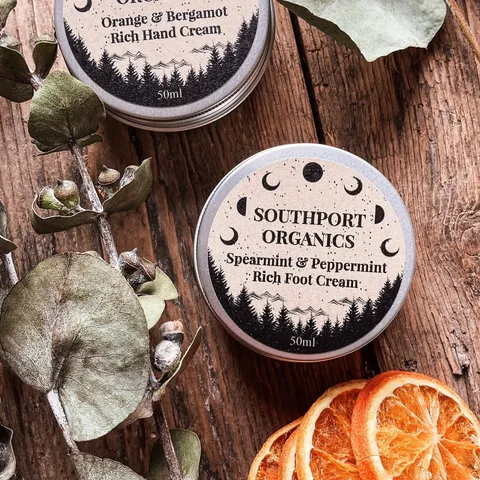 Orange & Bergamot
Rich Hand Cream
50ml
SOUTHPORT
ORGANICS
Spearmint & Peppermint
Rich Foot Cream
50ml